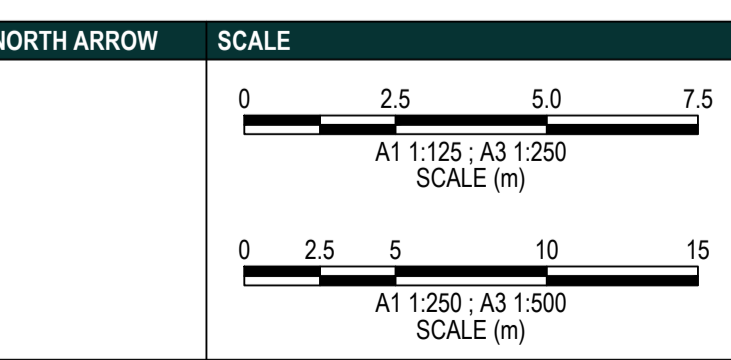 NORTH ARROW SCALE
0 2.5 5.0 7.5
A1 1:125 ; A3 1:250
SCALE (m)
0 2.5 5 10 15
A1 1:250 ; A3 1:500
SCALE (m)